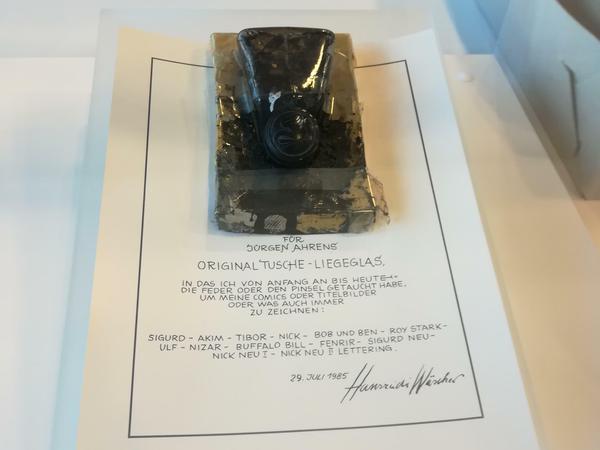 FÜR
JÜRGEN AHRENS
ORIGINAL TUSCHE-LIEGEGLAS,
IN DAS ICH VON ANFANG AN BIS HEUTE
DIE FEDER ODER DEN PINSEL GETAUCHT HABE,
UM MEINE COMICS ODER TITELBILDER
ODER WAS AUCH IMMER
ZU ZEICHNEN:
SIGURD - AKIM - TIBOR - NICK - BOB UND BEN - ROY STARK-
ULF - NIZAR - BUFFALO BILL - FENRIR - SIGURD NEU-
NICK NEU I - NICK NEU II LETTERING.
29. JULI 1985 Hansrudi Wäscher